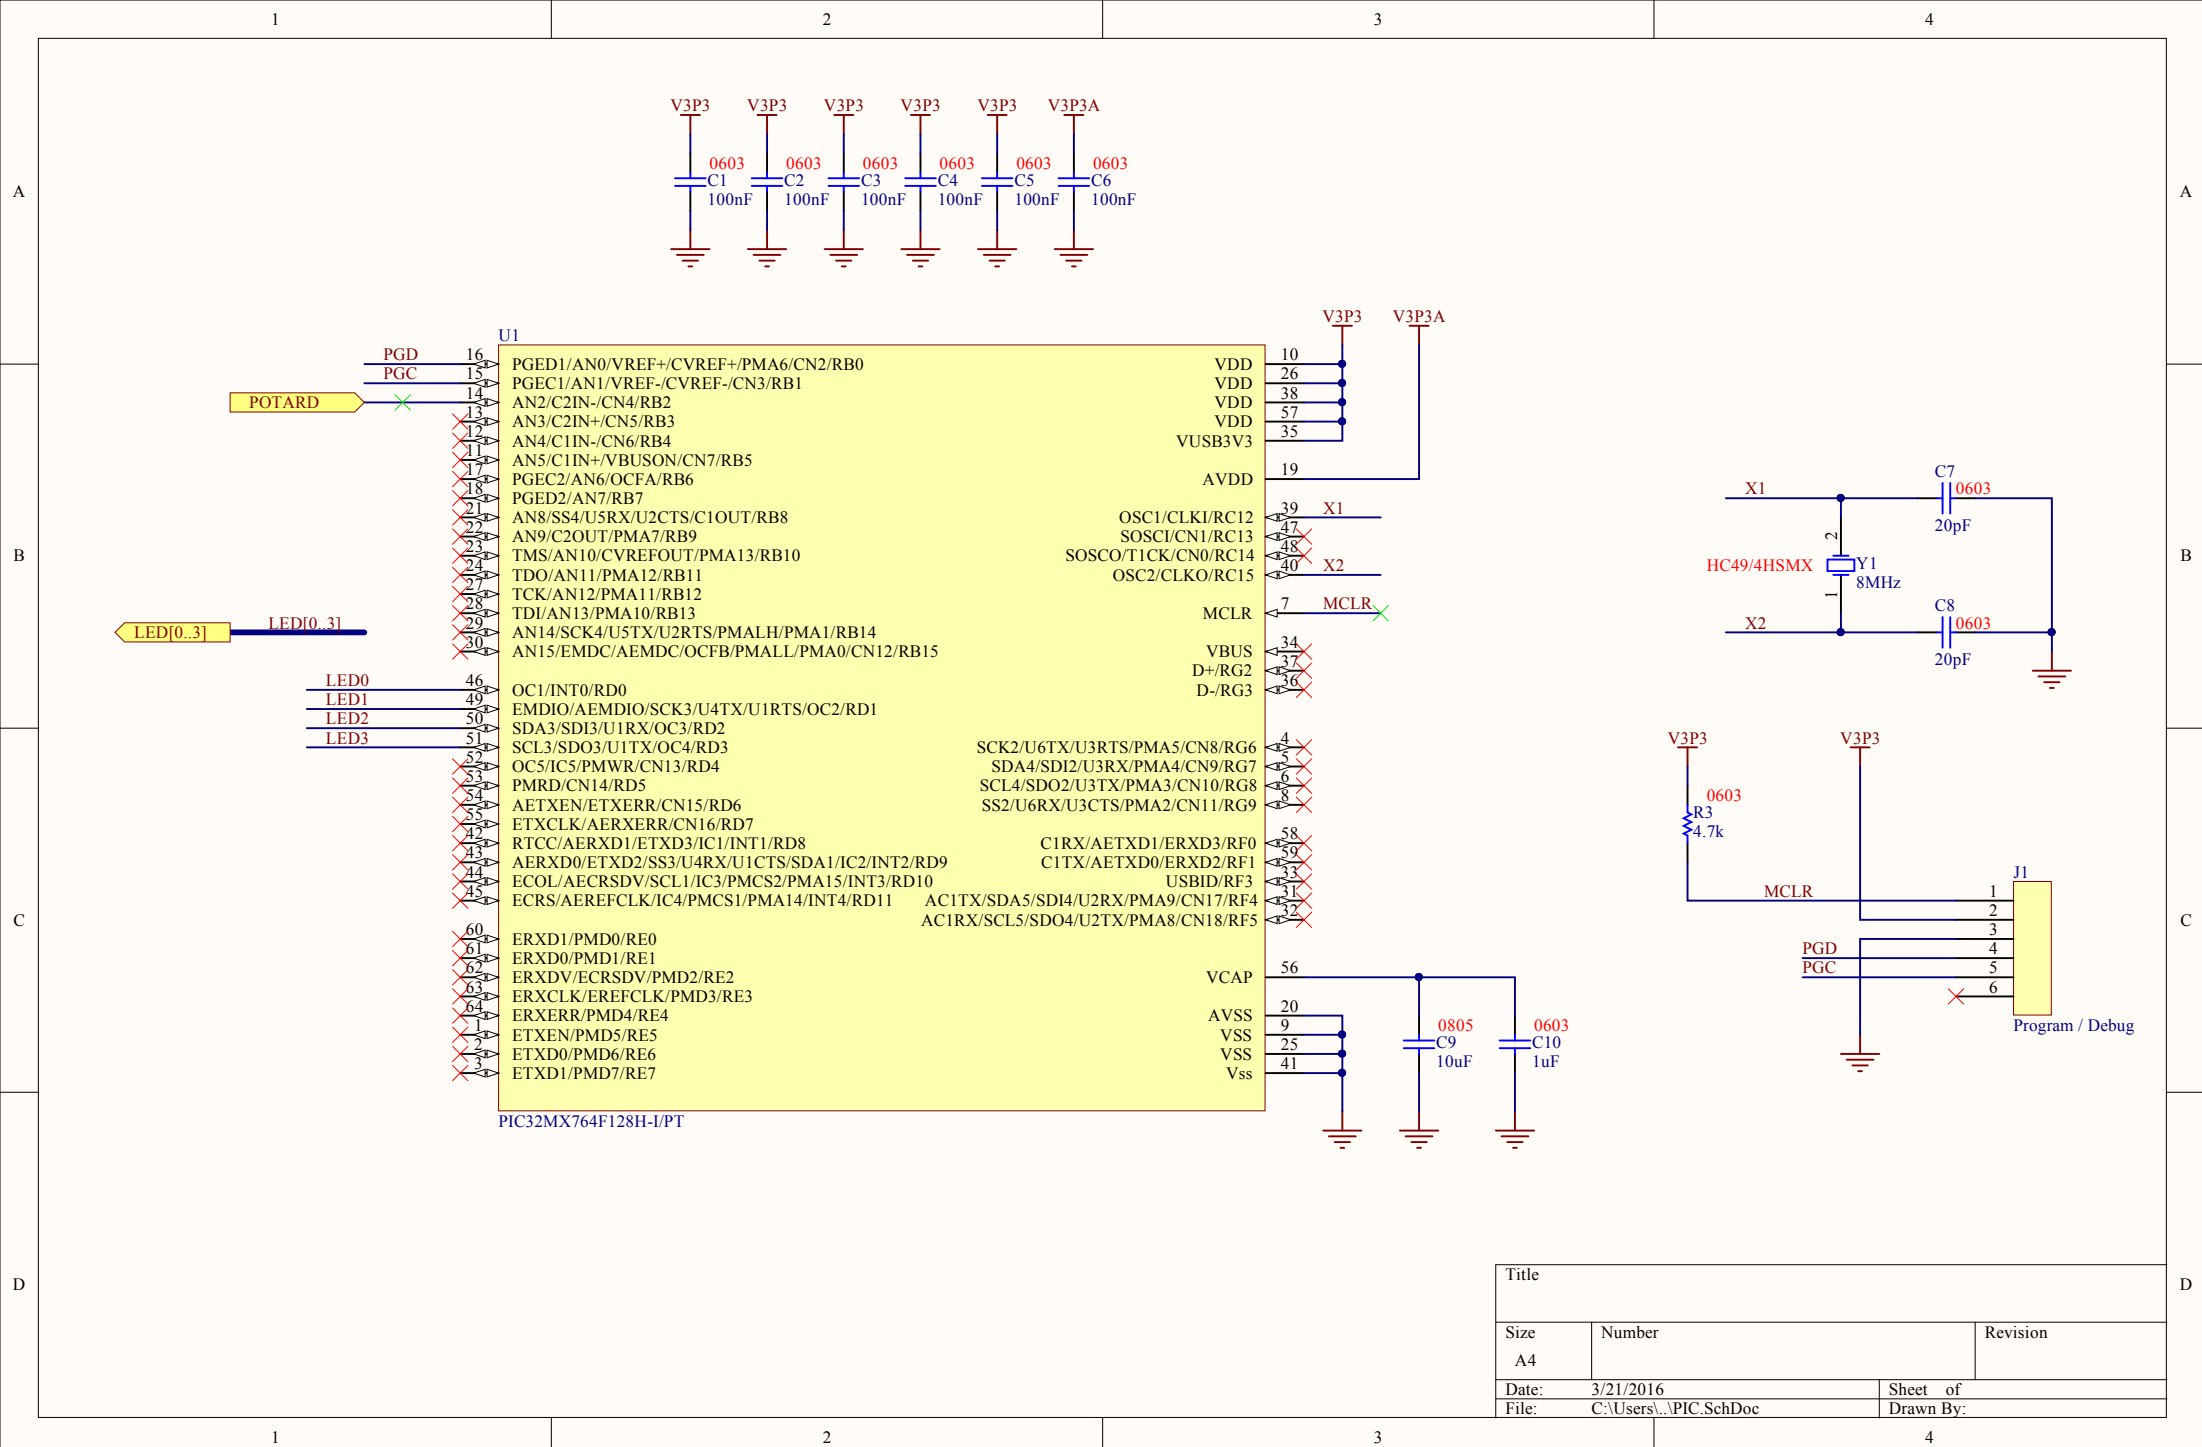 1 2 3 4
A A
B B
C C
D D
V3P3 V3P3 V3P3 V3P3 V3P3 V3P3A
0603 0603 0603 0603 0603 0603
C1 C2 C3 C4 C5 C6
100nF 100nF 100nF 100nF 100nF 100nF
U1
PGD 16 PGED1/AN0/VREF+/CVREF+/PMA6/CN2/RB0
PGC 15 PGEC1/AN1/VREF-/CVREF-/CN3/RB1
POTARD 14 AN2/C2IN-/CN4/RB2
13 AN3/C2IN+/CN5/RB3
12 AN4/C1IN-/CN6/RB4
11 AN5/C1IN+/VBUSON/CN7/RB5
17 PGEC2/AN6/OCFA/RB6
18 PGED2/AN7/RB7
21 AN8/SS4/U5RX/U2CTS/C1OUT/RB8
22 AN9/C2OUT/PMA7/RB9
23 TMS/AN10/CVREFOUT/PMA13/RB10
24 TDO/AN11/PMA12/RB11
27 TCK/AN12/PMA11/RB12
28 TDI/AN13/PMA10/RB13
29 AN14/SCK4/U5TX/U2RTS/PMALH/PMA1/RB14
30 AN15/EMDC/AEMDC/OCFB/PMALL/PMA0/CN12/RB15
LED[0..3] LED[0..3]
LED0 46 OC1/INT0/RD0
LED1 49 EMDIO/AEMDIO/SCK3/U4TX/U1RTS/OC2/RD1
LED2 50 SDA3/SDI3/U1RX/OC3/RD2
LED3 51 SCL3/SDO3/U1TX/OC4/RD3
52 OC5/IC5/PMWR/CN13/RD4
53 PMRD/CN14/RD5
54 AETXEN/ETXERR/CN15/RD6
55 ETXCLK/AERXERR/CN16/RD7
42 RTCC/AERXD1/ETXD3/IC1/INT1/RD8
43 AERXD0/ETXD2/SS3/U4RX/U1CTS/SDA1/IC2/INT2/RD9
44 ECOL/AECRSDV/SCL1/IC3/PMCS2/PMA15/INT3/RD10
45 ECRS/AEREFCLK/IC4/PMCS1/PMA14/INT4/RD11
60 ERXD1/PMD0/RE0
61 ERXD0/PMD1/RE1
62 ERXDV/ECRSDV/PMD2/RE2
63 ERXCLK/EREFCLK/PMD3/RE3
64 ERXERR/PMD4/RE4
1 ETXEN/PMD5/RE5
2 ETXD0/PMD6/RE6
3 ETXD1/PMD7/RE7
PIC32MX764F128H-I/PT
V3P3 V3P3A
VDD 10
VDD 26
VDD 38
VDD 57
VUSB3V3 35
AVDD 19
OSC1/CLKI/RC12 39 X1
SOSCI/CN1/RC13 47
SOSCO/T1CK/CN0/RC14 48
OSC2/CLKO/RC15 40 X2
MCLR 7 MCLR
VBUS 34
D+/RG2 37
D-/RG3 36
SCK2/U6TX/U3RTS/PMA5/CN8/RG6 4
SDA4/SDI2/U3RX/PMA4/CN9/RG7 5
SCL4/SDO2/U3TX/PMA3/CN10/RG8 6
SS2/U6RX/U3CTS/PMA2/CN11/RG9 8
C1RX/AETXD1/ERXD3/RF0 58
C1TX/AETXD0/ERXD2/RF1 59
USBID/RF3 33
AC1TX/SDA5/SDI4/U2RX/PMA9/CN17/RF4 31
AC1RX/SCL5/SDO4/U2TX/PMA8/CN18/RF5 32
VCAP 56
AVSS 20
VSS 9
VSS 25
Vss 41
0805
C9
10uF
0603
C10
1uF
X1
C7
0603
20pF
2
HC49/4HSMX Y1
8MHz
1
X2
C8
0603
20pF
V3P3 V3P3
0603
R3
4.7k
J1
MCLR 1
2
3
PGD 4
PGC 5
6
Program / Debug
Title
Size Number Revision
A4
Date: 3/21/2016 Sheet of
File: C:\Users\..\PIC.SchDoc Drawn By:
1 2 3 4